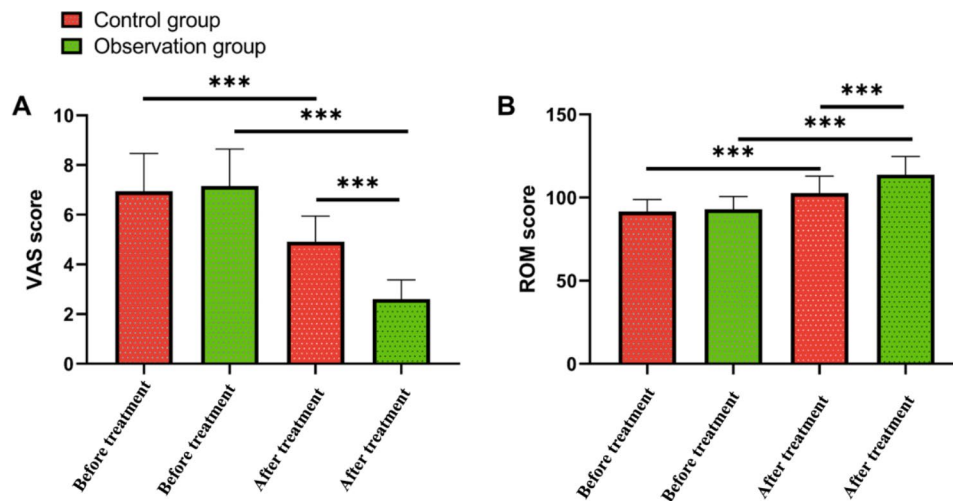 Control group
Observation group
A
***
***
***
VAS score
10
8
6
4
2
0
Before treatment
Before treatment
After treatment
After treatment
B
***
***
***
ROM score
150
100
50
0
Before treatment
Before treatment
After treatment
After treatment